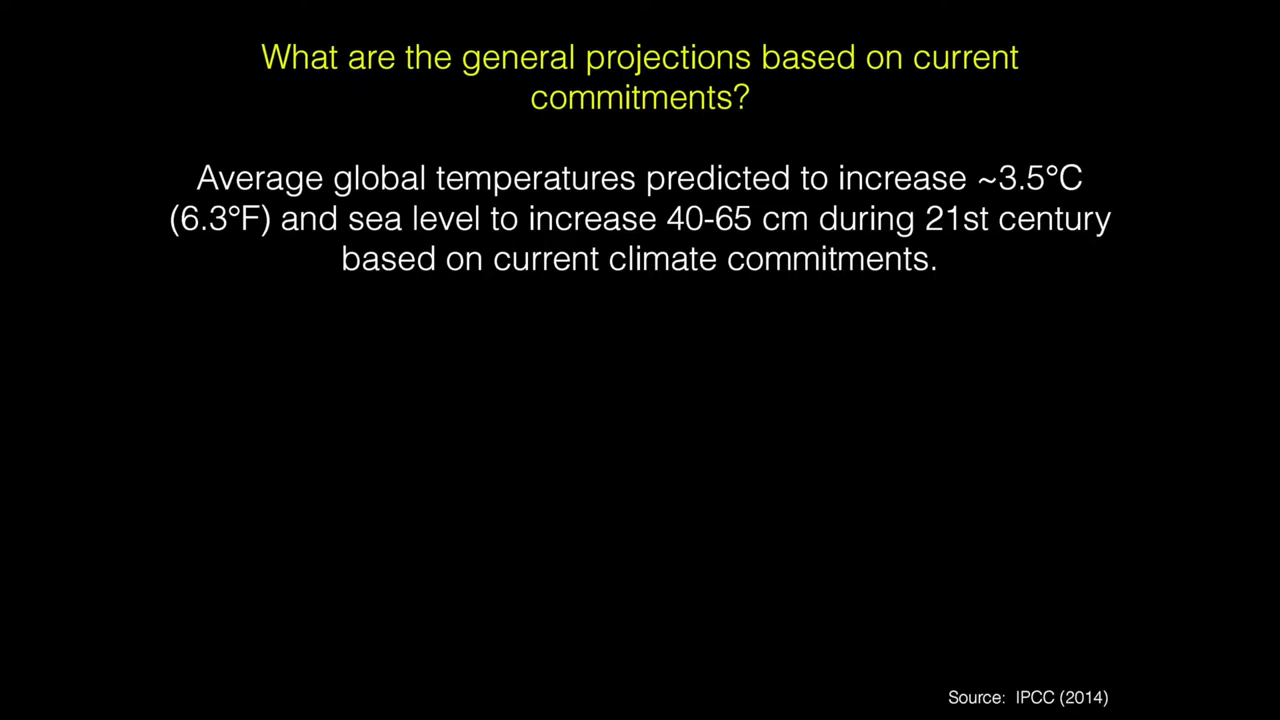 What are the general projections based on current
commitments?
Average global temperatures predicted to increase ~3.5°C
(6.3°F) and sea level to increase 40-65 cm during 21st century
based on current climate commitments.
Source: IPCC (2014)